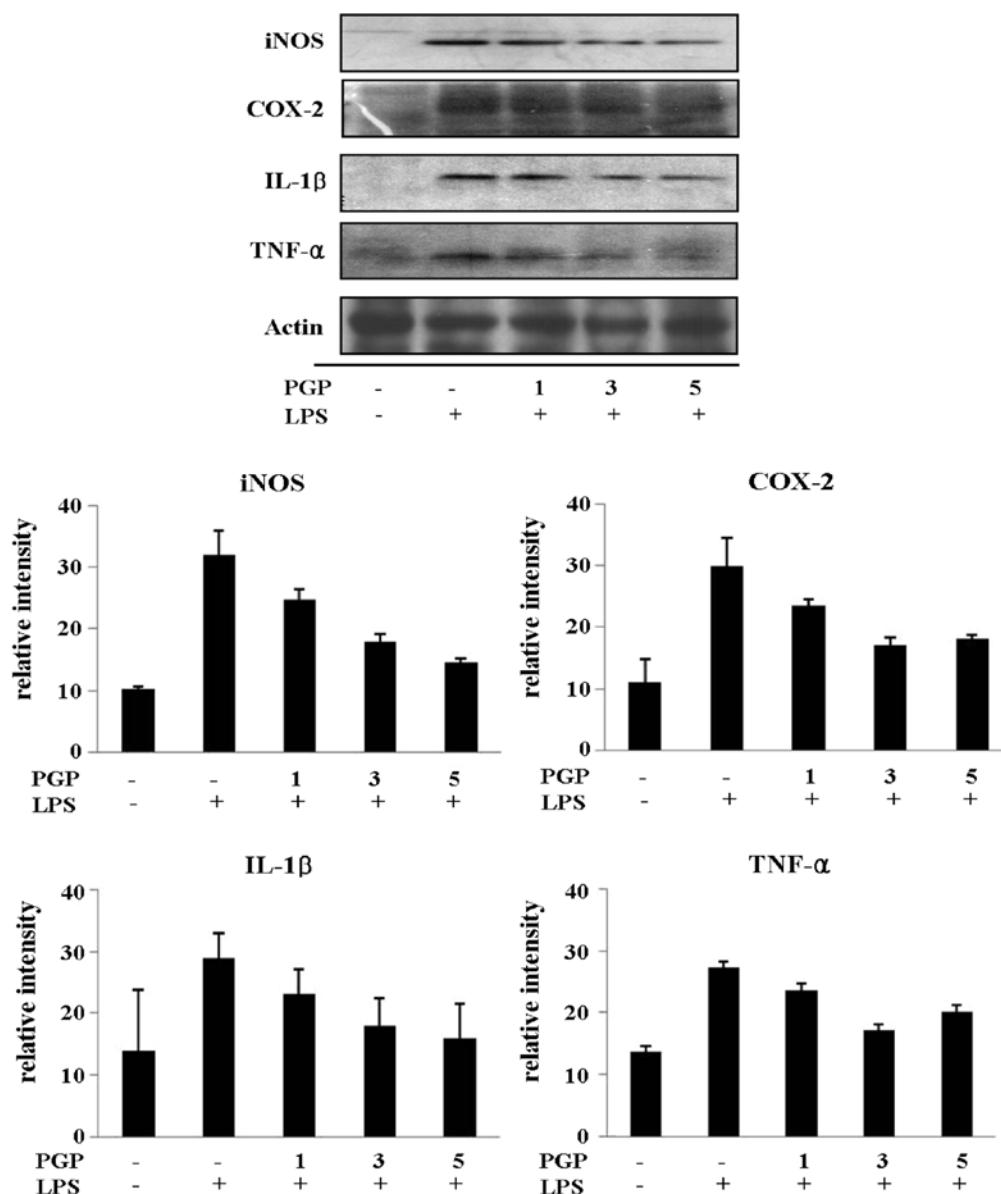 iNOS
COX-2
IL-1β
TNF-α
Actin
PGP - - 1 3 5
LPS - + + + +
iNOS
relative intensity
40
30
20
10
0
PGP - - 1 3 5
LPS - + + + +
COX-2
relative intensity
40
30
20
10
0
PGP - - 1 3 5
LPS - + + + +
IL-1β
relative intensity
40
30
20
10
0
PGP - - 1 3 5
LPS - + + + +
TNF-α
relative intensity
40
30
20
10
0
PGP - - 1 3 5
LPS - + + + +